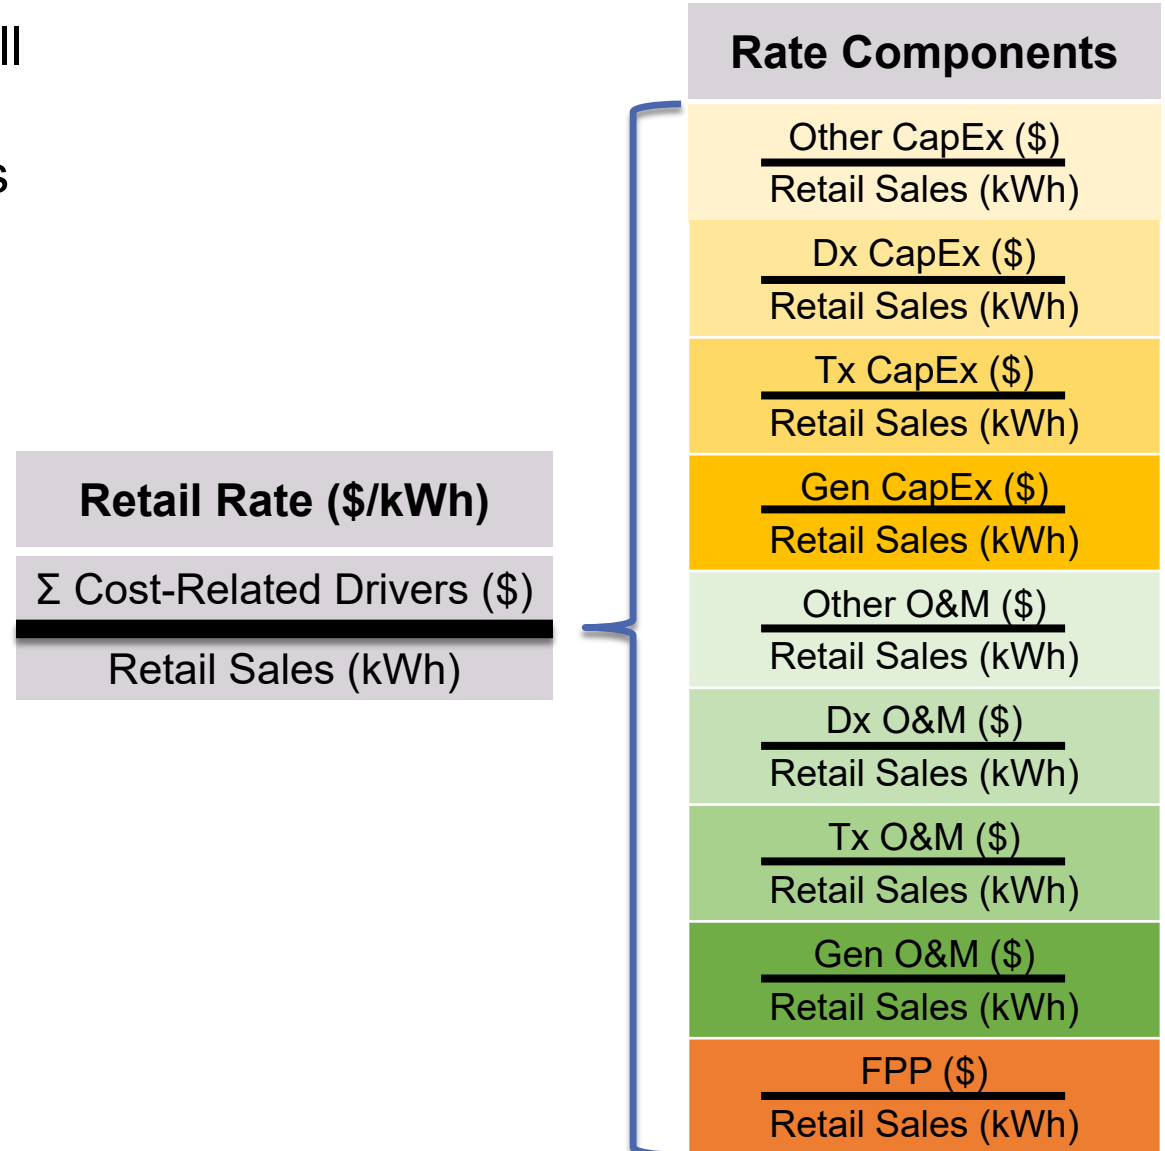 ll
s
Retail Rate ($/kWh)
Σ Cost-Related Drivers ($)
Retail Sales (kWh)
Rate Components
Other CapEx ($)
Retail Sales (kWh)
Dx CapEx ($)
Retail Sales (kWh)
Tx CapEx ($)
Retail Sales (kWh)
Gen CapEx ($)
Retail Sales (kWh)
Other O&M ($)
Retail Sales (kWh)
Dx O&M ($)
Retail Sales (kWh)
Tx O&M ($)
Retail Sales (kWh)
Gen O&M ($)
Retail Sales (kWh)
FPP ($)
Retail Sales (kWh)